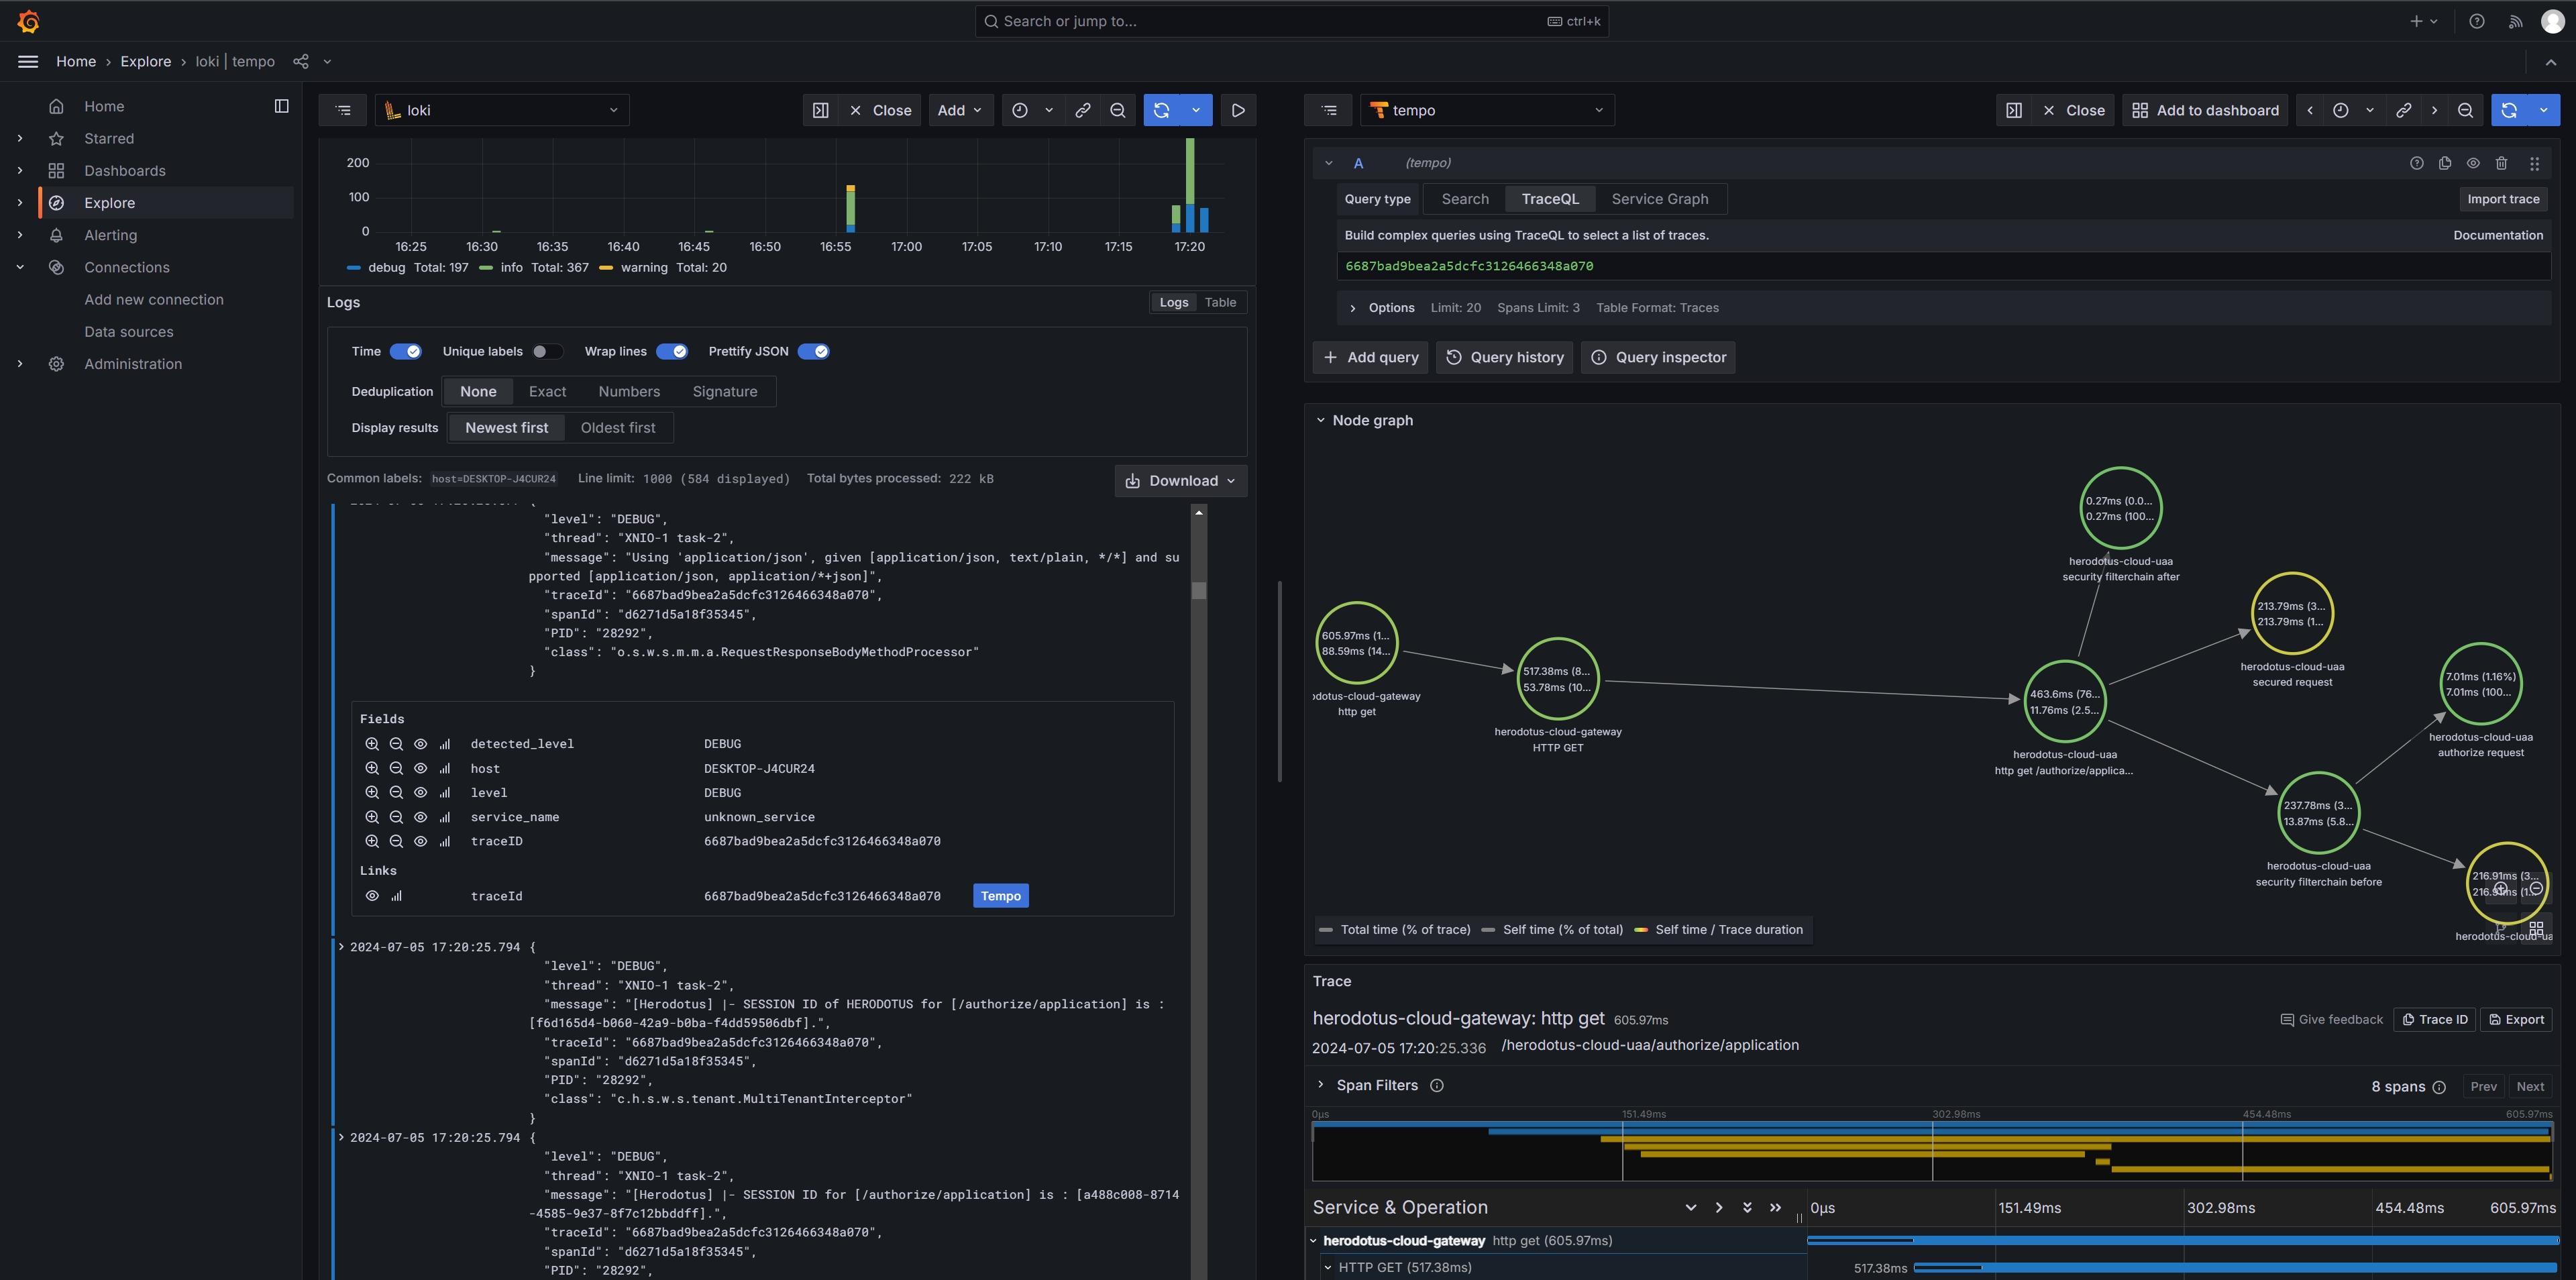 Search or jump to...
ctrl+k
Home › Explore › loki | tempo
Home
Starred
Dashboards
Explore
Alerting
Connections
Add new connection
Data sources
Administration
loki
Close
Add
200
100
0
16:25 16:30 16:35 16:40 16:45 16:50 16:55 17:00 17:05 17:10 17:15 17:20
debug Total: 197 info Total: 367 warning Total: 20
Logs
Logs Table
Time Unique labels Wrap lines Prettify JSON
Deduplication None Exact Numbers Signature
Display results Newest first Oldest first
Common labels: host=DESKTOP-J4CUR24 Line limit: 1000 (584 displayed) Total bytes processed: 222 kB
Download
"level": "DEBUG",
"thread": "XNIO-1 task-2",
"message": "Using 'application/json', given [application/json, text/plain, */*] and su
pported [application/json, application/*+json]",
"traceId": "6687bad9bea2a5dcfc3126466348a070",
"spanId": "d6271d5a18f35345",
"PID": "28292",
"class": "o.s.w.s.m.m.a.RequestResponseBodyMethodProcessor"
}
Fields
detected_level DEBUG
host DESKTOP-J4CUR24
level DEBUG
service_name unknown_service
traceID 6687bad9bea2a5dcfc3126466348a070
Links
traceId 6687bad9bea2a5dcfc3126466348a070 Tempo
2024-07-05 17:20:25.794 {
"level": "DEBUG",
"thread": "XNIO-1 task-2",
"message": "[Herodotus] |- SESSION ID of HERODOTUS for [/authorize/application] is :
[f6d165d4-b060-42a9-b0ba-f4dd59506dbf].",
"traceId": "6687bad9bea2a5dcfc3126466348a070",
"spanId": "d6271d5a18f35345",
"PID": "28292",
"class": "c.h.s.w.s.tenant.MultiTenantInterceptor"
}
2024-07-05 17:20:25.794 {
"level": "DEBUG",
"thread": "XNIO-1 task-2",
"message": "[Herodotus] |- SESSION ID for [/authorize/application] is : [a488c008-8714
-4585-9e37-8f7c12bbddff].",
"traceId": "6687bad9bea2a5dcfc3126466348a070",
"spanId": "d6271d5a18f35345",
"PID": "28292",
tempo
Close
Add to dashboard
A (tempo)
Query type Search TraceQL Service Graph
Import trace
Build complex queries using TraceQL to select a list of traces.
Documentation
6687bad9bea2a5dcfc3126466348a070
Options Limit: 20 Spans Limit: 3 Table Format: Traces
Add query
Query history
Query inspector
Node graph
0.27ms (0.0...
0.27ms (100...
herodotus-cloud-uaa
security filterchain after
213.79ms (3...
213.79ms (1...
herodotus-cloud-uaa
secured request
605.97ms (1...
88.59ms (14...
odotus-cloud-gateway
http get
517.38ms (8...
53.78ms (10...
herodotus-cloud-gateway
HTTP GET
463.6ms (76...
11.76ms (2.5...
herodotus-cloud-uaa
http get /authorize/applica...
7.01ms (1.16%)
7.01ms (100...
herodotus-cloud-uaa
authorize request
237.78ms (3...
13.87ms (5.8...
herodotus-cloud-uaa
security filterchain before
216.91ms (3...
216.91ms (1...
herodotus-cloud-ua
Total time (% of trace) Self time (% of total) Self time / Trace duration
Trace
herodotus-cloud-gateway: http get 605.97ms
Give feedback
Trace ID
Export
2024-07-05 17:20:25.336 /herodotus-cloud-uaa/authorize/application
Span Filters
8 spans
Prev Next
0μs 151.49ms 302.98ms 454.48ms 605.97ms
Service & Operation
0μs 151.49ms 302.98ms 454.48ms 605.97ms
herodotus-cloud-gateway http get (605.97ms)
HTTP GET (517.38ms)
517.38ms